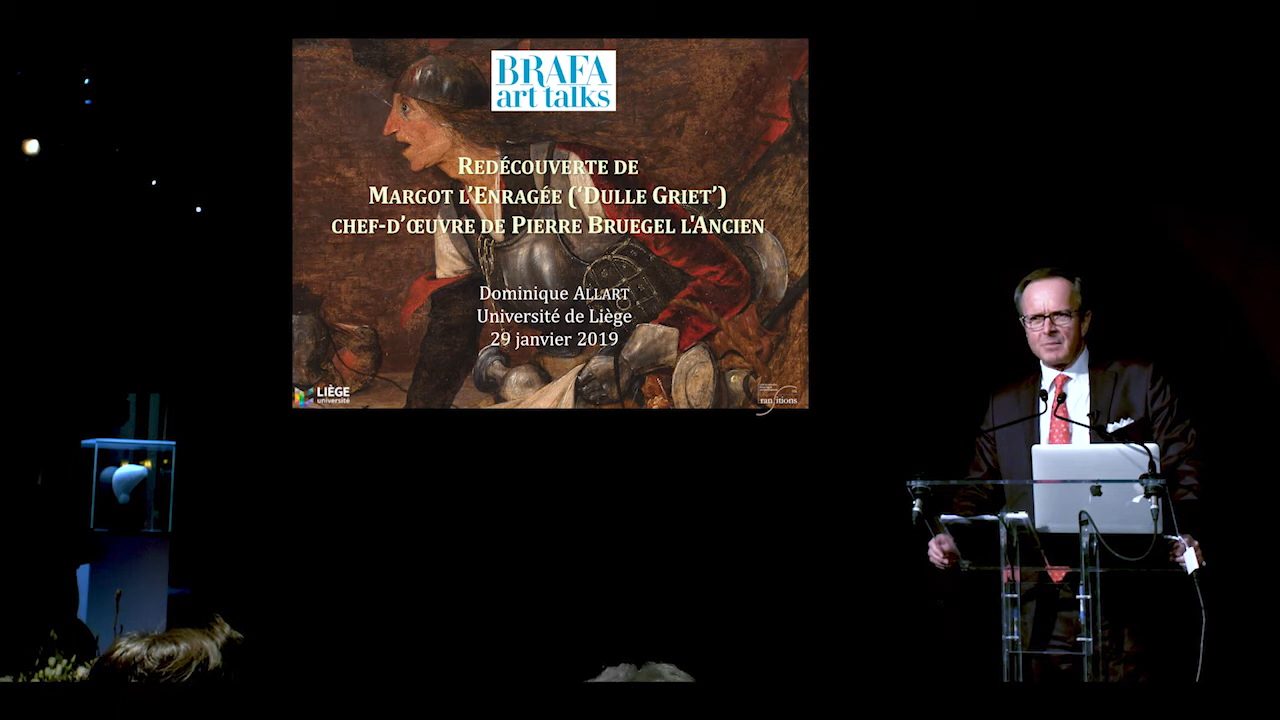 BRAFA
art talks
REDÉCOUVERTE DE
MARGOT L'ENRAGÉE (‘DULLE GRIET’)
CHEF-D’ŒUVRE DE PIERRE BRUEGEL L'ANCIEN
Dominique ALLART
Université de Liège
29 janvier 2019
LIÈGE
université